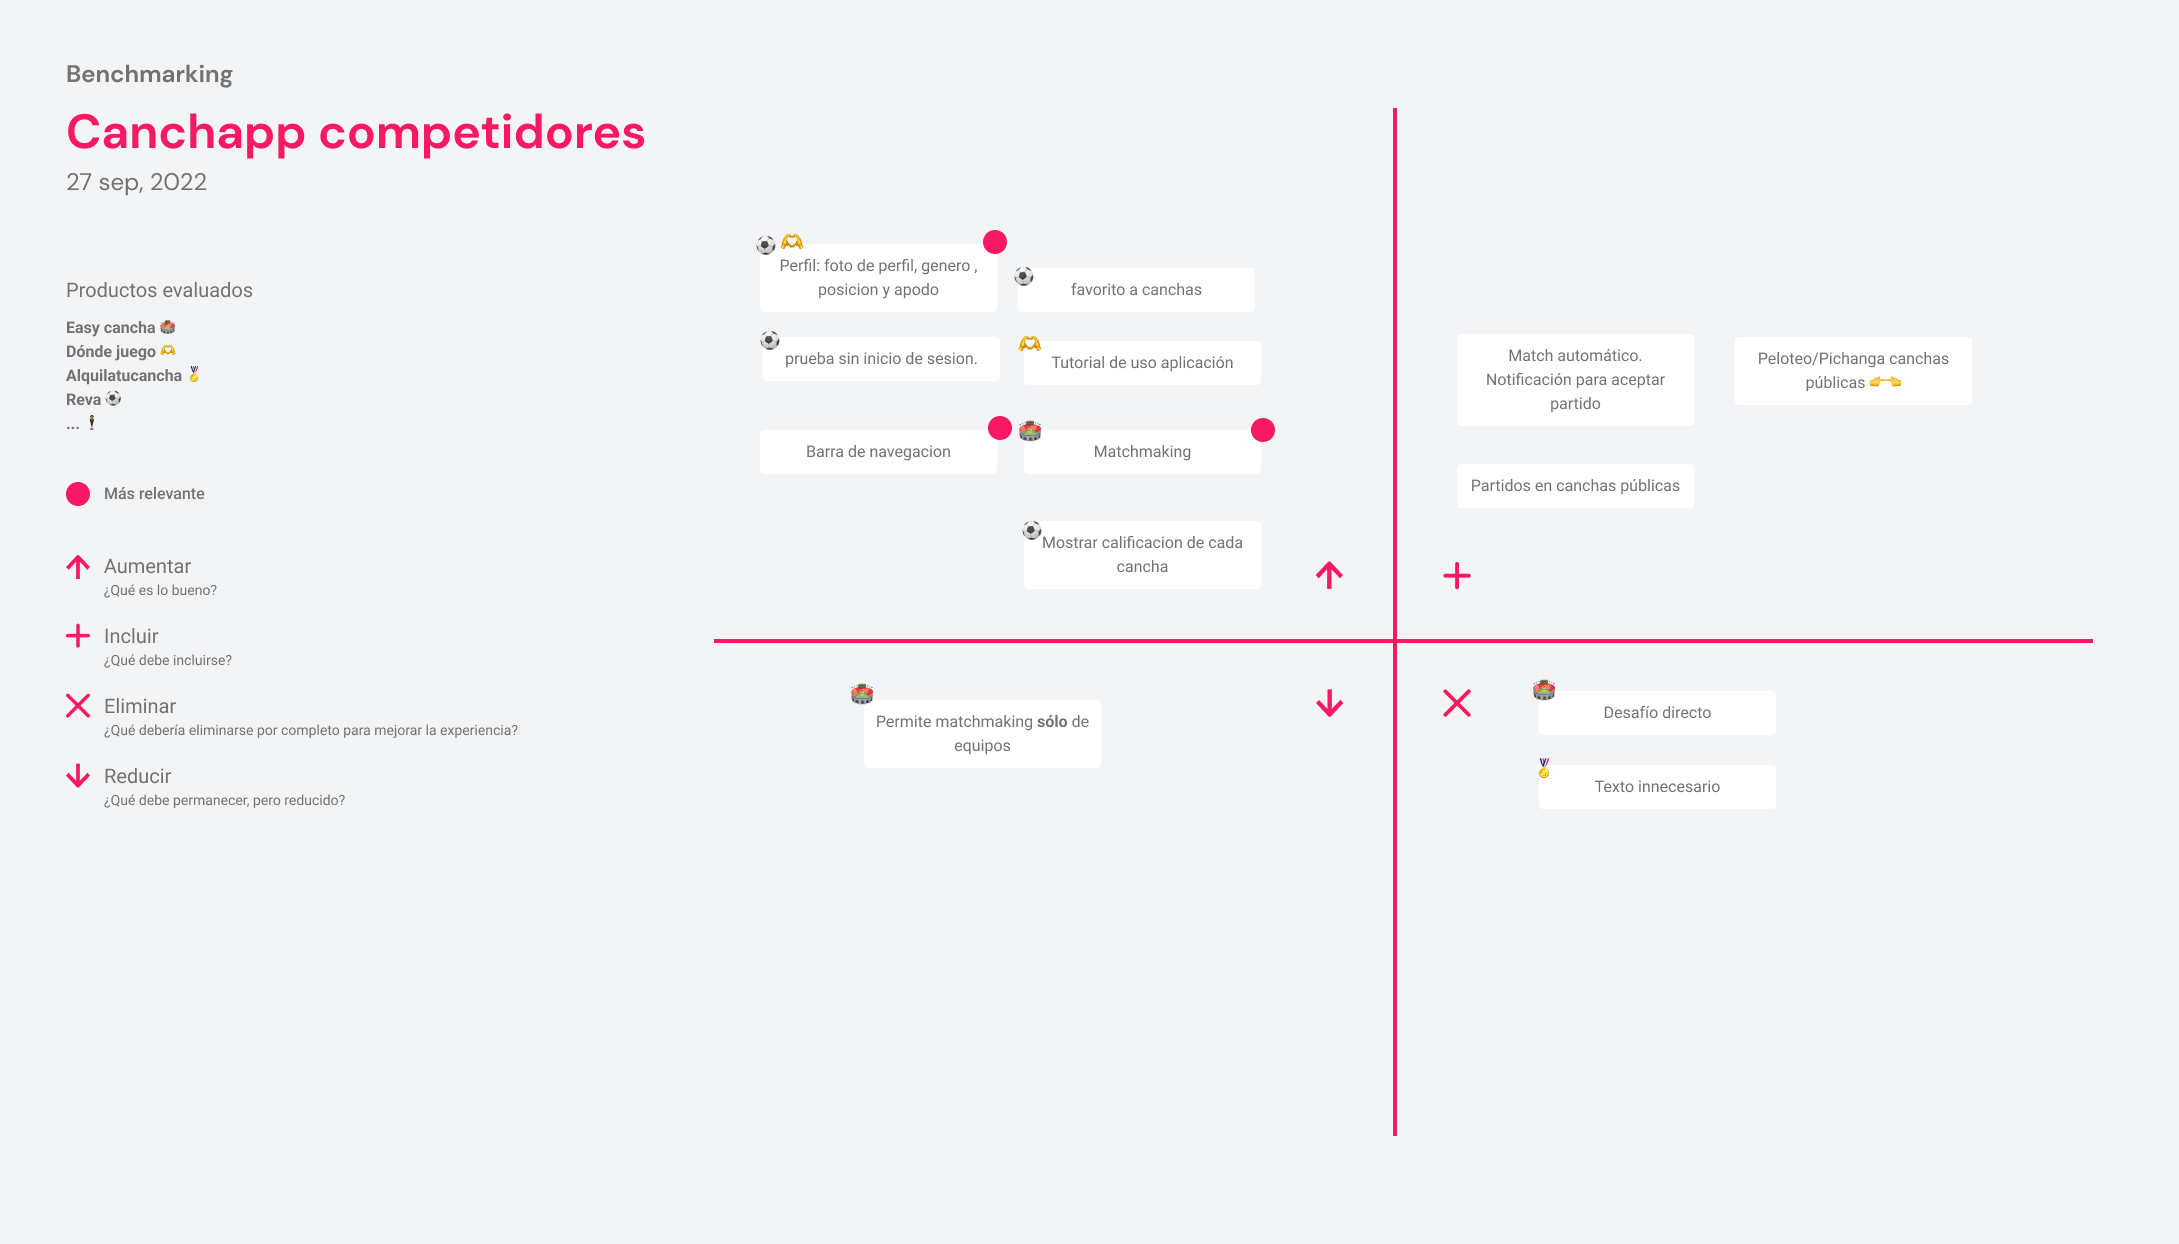 Benchmarking
Canchapp competidores
27 sep, 2022
Productos evaluados
Easy cancha 🏟️
Dónde juego 🫶
Alquilatucancha 🏅
Reva ⚽
... 🕴️
Más relevante
Aumentar
¿Qué es lo bueno?
Incluir
¿Qué debe incluirse?
Eliminar
¿Qué debería eliminarse por completo para mejorar la experiencia?
Reducir
¿Qué debe permanecer, pero reducido?
Perfil: foto de perfil, genero ,
posicion y apodo
favorito a canchas
prueba sin inicio de sesion.
Tutorial de uso aplicación
Barra de navegacion
Matchmaking
Mostrar calificacion de cada
cancha
Match automático.
Notificación para aceptar
partido
Peloteo/Pichanga canchas
públicas 👉👈
Partidos en canchas públicas
Permite matchmaking sólo de
equipos
Desafío directo
Texto innecesario